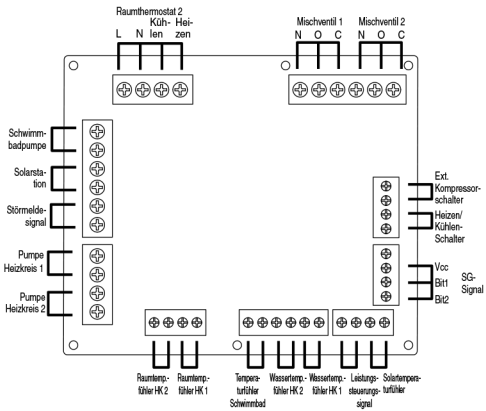 Raumthermostat 2
Küh- Hei-
L N len zen
Mischventil 1
N O C
Mischventil 2
N O C
Schwimm-
badpumpe
Solarsta-
tion
Störmelde-
signal
Pumpe
Heizkreis 1
Pumpe
Heizkreis 2
Ext.
Kompressor-
schalter
Heizen/
Kühlen-
Schalter
Vcc
Bit1
Bit2
SG-
Signal
Raumtemp.-
fühler HK 2
Raumtemp.-
fühler HK 1
Tempera-
turfühler
Schwimmbad
Wassertemp.-
fühler HK 2
Wassertemp.-
fühler HK 1
Leistungs-
steuerungs-
signal
Solartempera-
turfühler